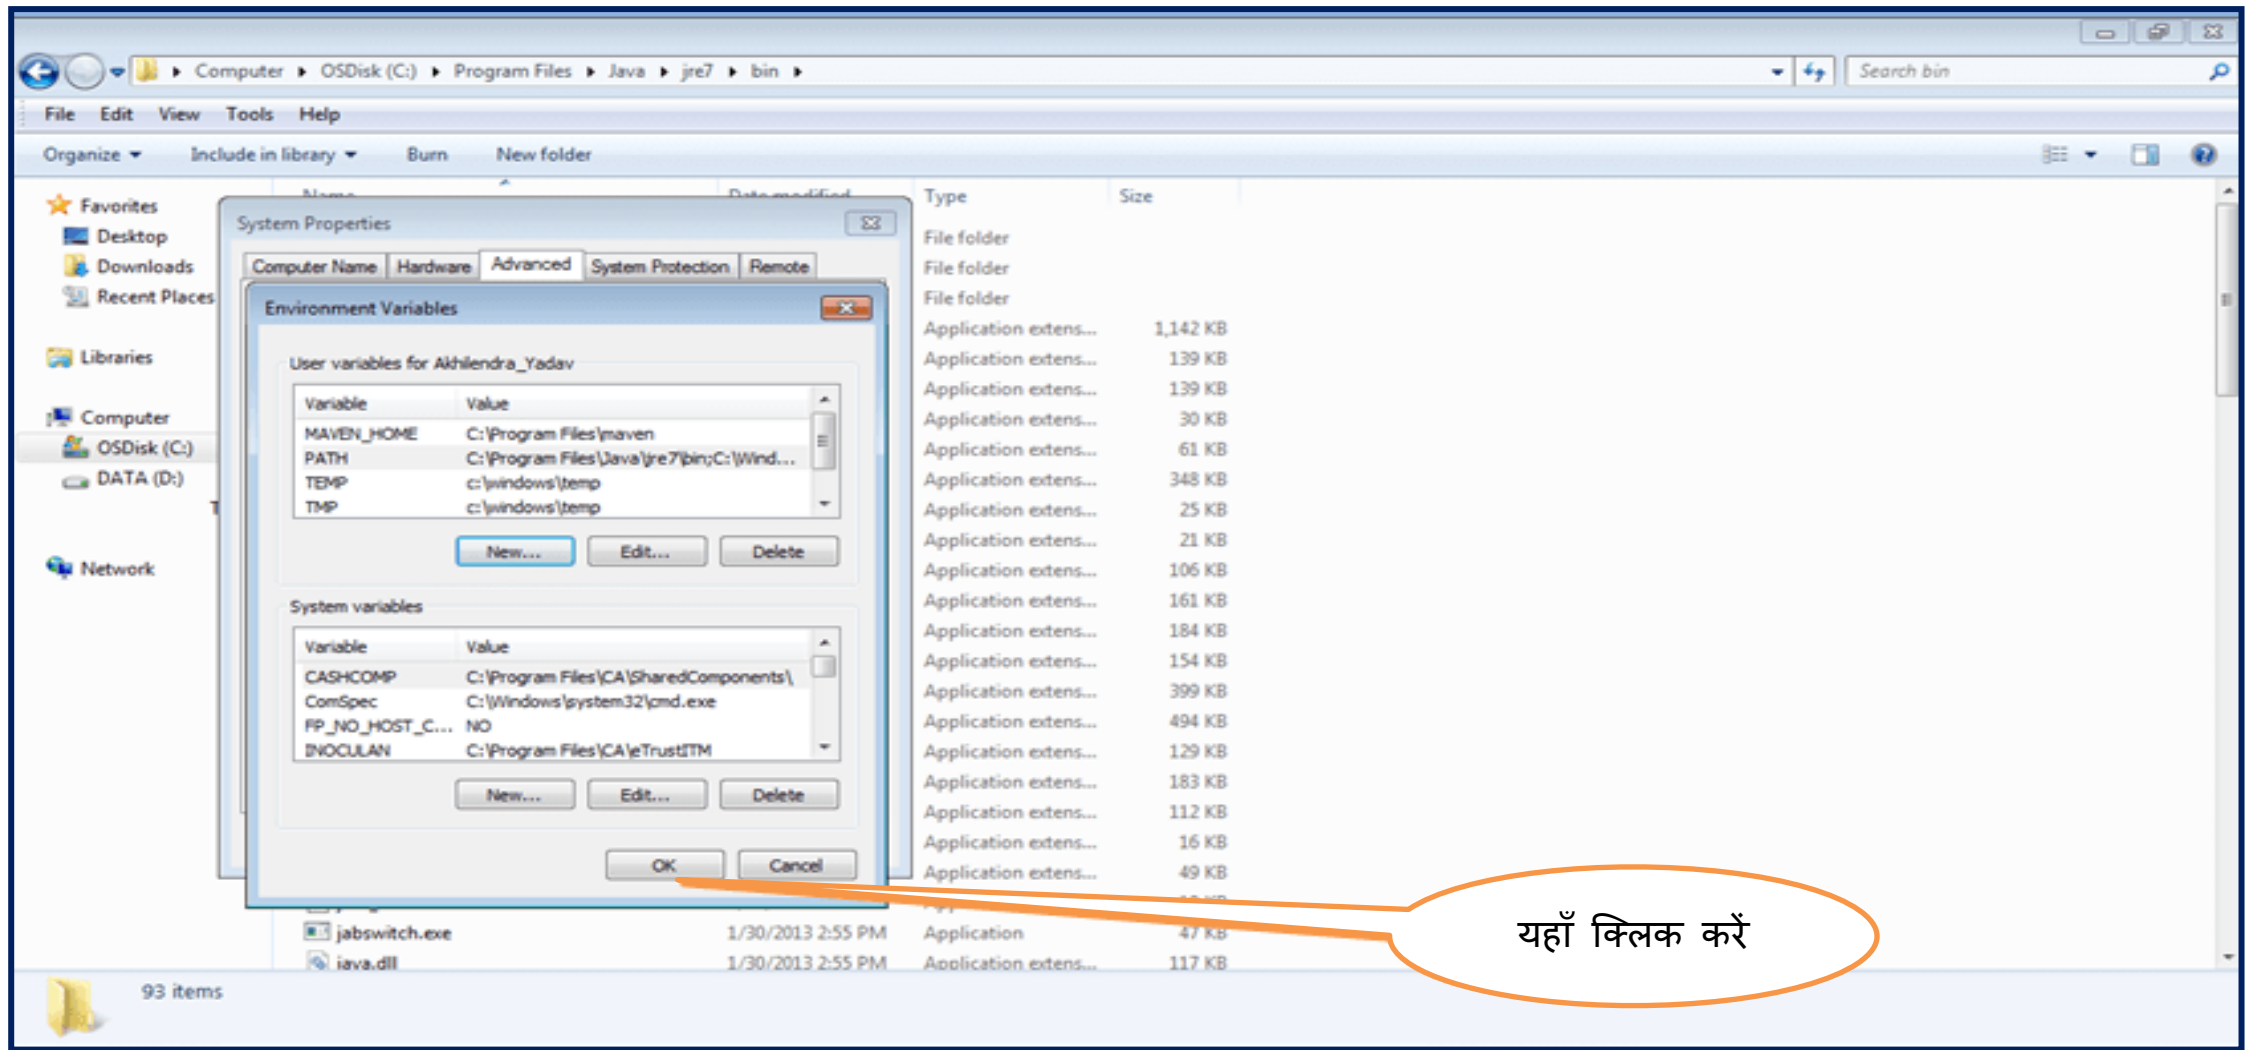 Computer ▸ OSDisk (C:) ▸ Program Files ▸ Java ▸ jre7 ▸ bin ▸
Search bin
File Edit View Tools Help
Organize Include in library Burn New folder
Name Date modified Type Size
Favorites
Desktop
Downloads
Recent Places
Libraries
Computer
OSDisk (C:)
DATA (D:)
Network
System Properties
Computer Name Hardware Advanced System Protection Remote
Environment Variables
User variables for Akhilendra_Yadav
Variable Value
MAVEN_HOME C:\Program Files\maven
PATH C:\Program Files\Java\jre7\bin;C:\Wind...
TEMP c:\windows\temp
TMP c:\windows\temp
New... Edit... Delete
System variables
Variable Value
CASHCOMP C:\Program Files\CA\SharedComponents\
ComSpec C:\Windows\system32\cmd.exe
FP_NO_HOST_C... NO
INOCULAN C:\Program Files\CA\eTrustITM
New... Edit... Delete
OK Cancel
File folder
File folder
File folder
Application extens... 1,142 KB
Application extens... 139 KB
Application extens... 139 KB
Application extens... 30 KB
Application extens... 61 KB
Application extens... 348 KB
Application extens... 25 KB
Application extens... 21 KB
Application extens... 106 KB
Application extens... 161 KB
Application extens... 184 KB
Application extens... 154 KB
Application extens... 399 KB
Application extens... 494 KB
Application extens... 129 KB
Application extens... 183 KB
Application extens... 112 KB
Application extens... 16 KB
Application extens... 49 KB
jabswitch.exe 1/30/2013 2:55 PM Application 47 KB
java.dll 1/30/2013 2:55 PM Application extens... 117 KB
यहाँ क्लिक करें
93 items